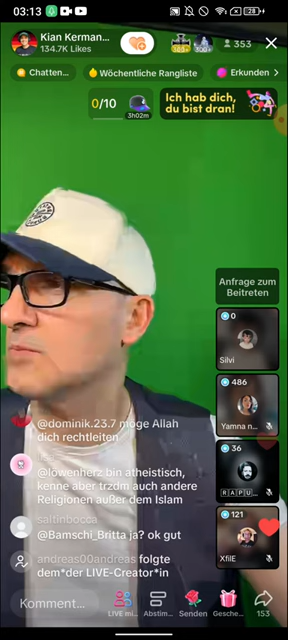 03:13
28
Kian Kerman...
134.7K Likes
353
Chatten...
Wöchentliche Rangliste
Erkunden
0/10
3h02m
Ich hab dich,
du bist dran!
Anfrage zum
Beitreten
0
Silvi
486
Yamna n...
36
R A P U...
121
XfilE
@dominik.23.7 möge Allah
dich rechtleiten
@löwenherz bin atheistisch,
kenne aber trzdm auch andere
Religionen außer dem Islam
saltinbocca
@Bamschi_Britta ja? ok gut
andreas00andreas folgte
dem*der LIVE-Creator*in
Komment...
LIVE mi...
Abstim...
Senden
Gesche...
153